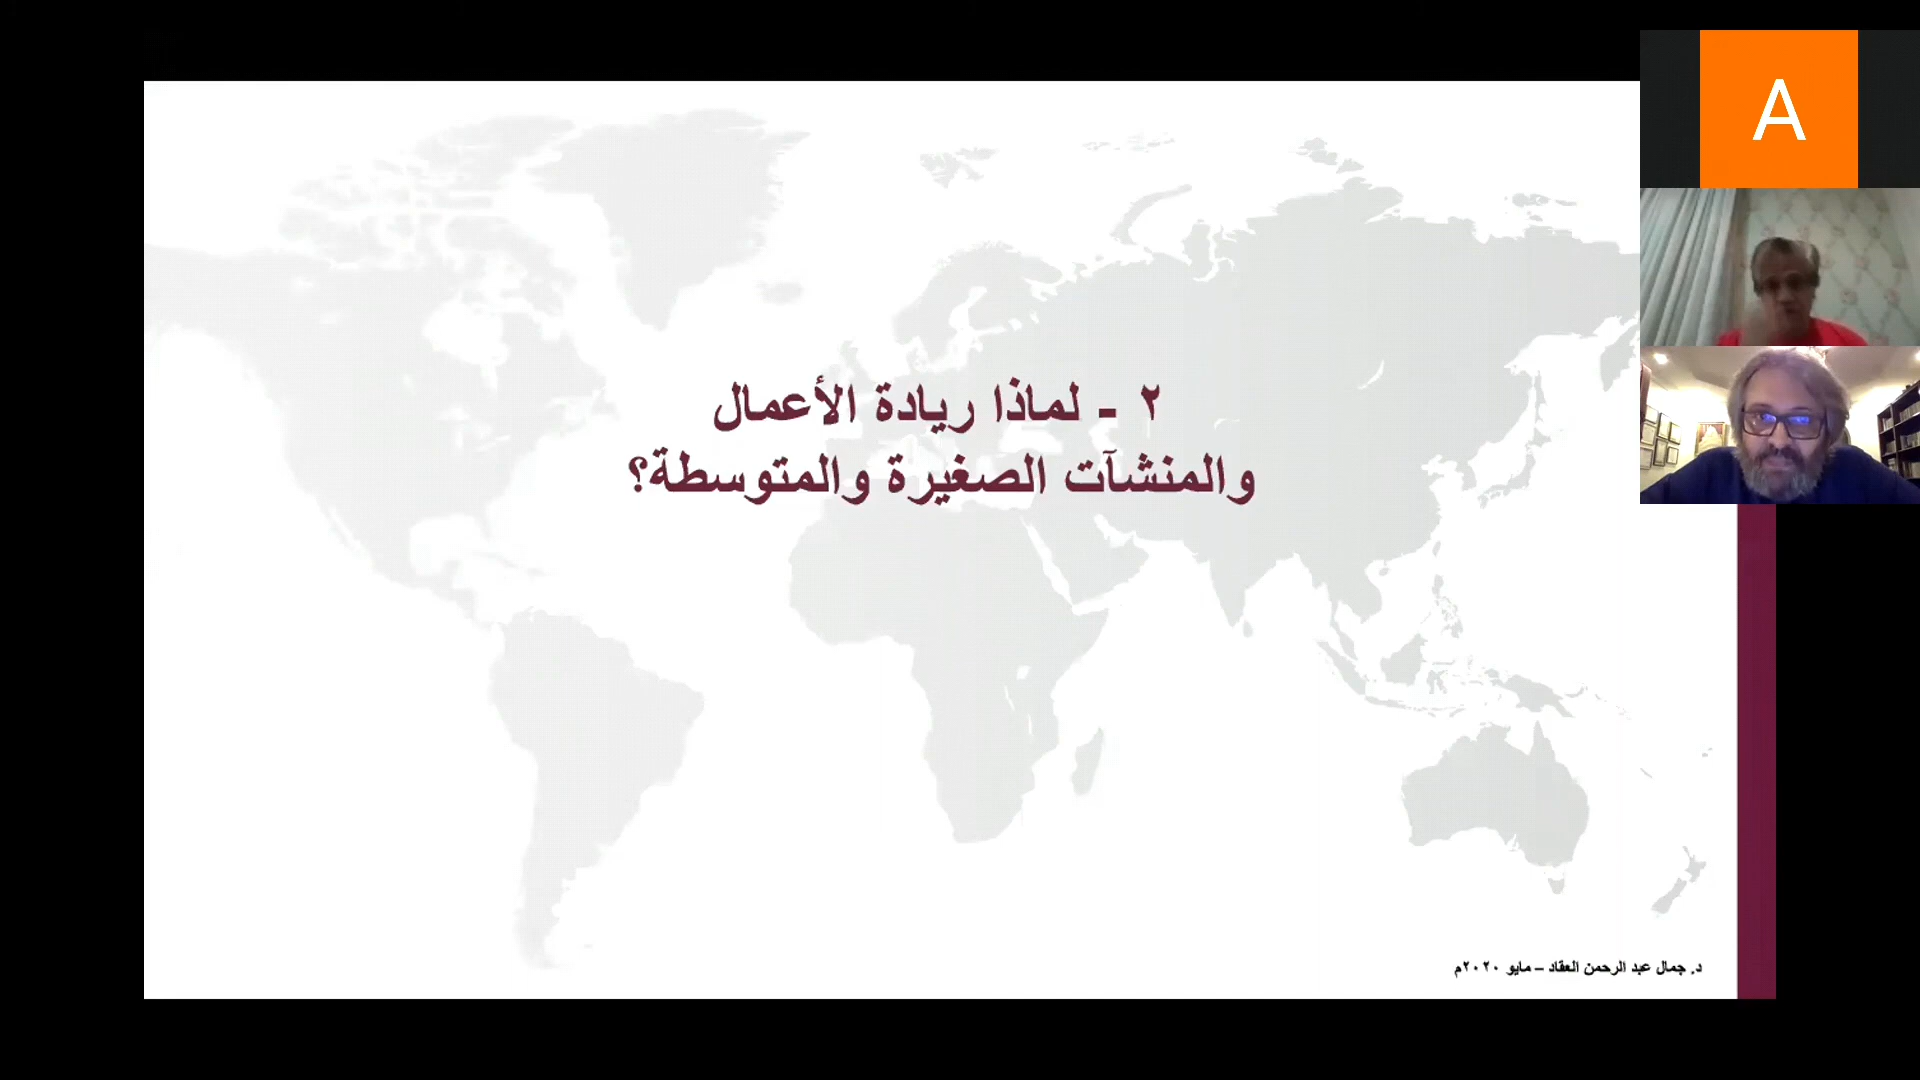 ٢ - لماذا ريادة الأعمال
والمنشآت الصغيرة والمتوسطة؟
د. جمال عبد الرحمن العقاد – مايو ٢٠٢٠م
A